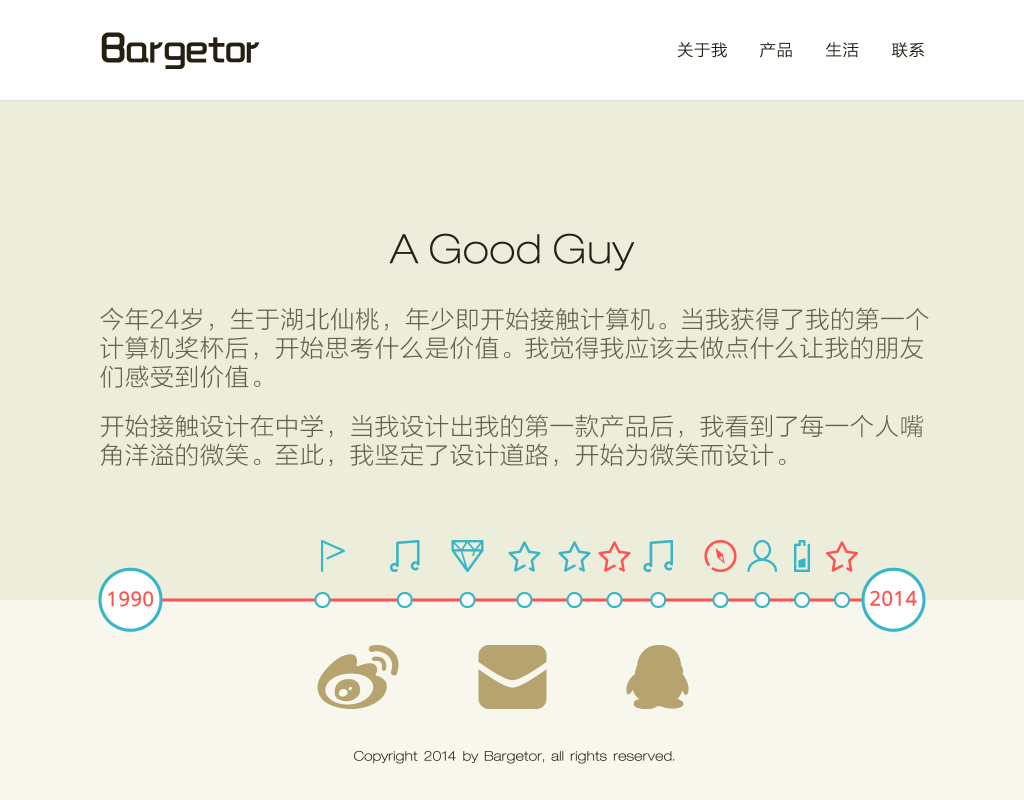 Bargetor
关于我 产品 生活 联系
A Good Guy
今年24岁，生于湖北仙桃，年少即开始接触计算机。当我获得了我的第一个
计算机奖杯后，开始思考什么是价值。我觉得我应该去做点什么让我的朋友
们感受到价值。
开始接触设计在中学，当我设计出我的第一款产品后，我看到了每一个人嘴
角洋溢的微笑。至此，我坚定了设计道路，开始为微笑而设计。
1990 2014
Copyright 2014 by Bargetor, all rights reserved.